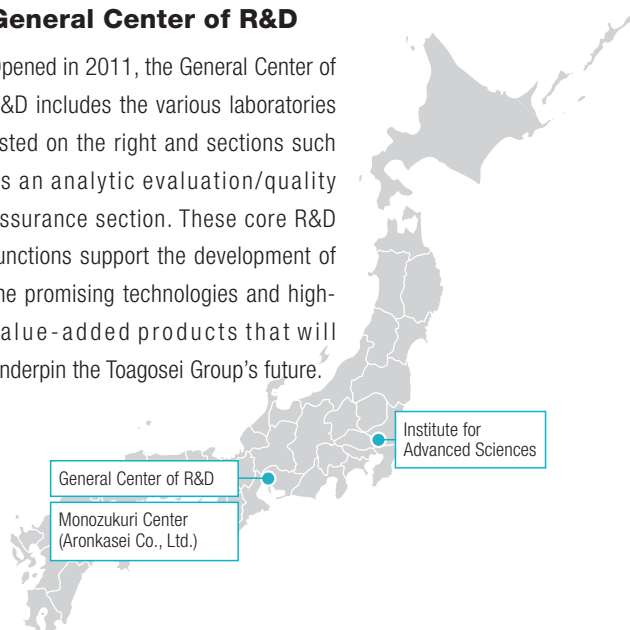 General Center of R&D
pened in 2011, the General Center of
&D includes the various laboratories
sted on the right and sections such
s an analytic evaluation/quality
ssurance section. These core R&D
unctions support the development of
he promising technologies and high-
alue-added products that will
nderpin the Toagosei Group's future.
Institute for
Advanced Sciences
General Center of R&D
Monozukuri Center
(Aronkasei Co., Ltd.)